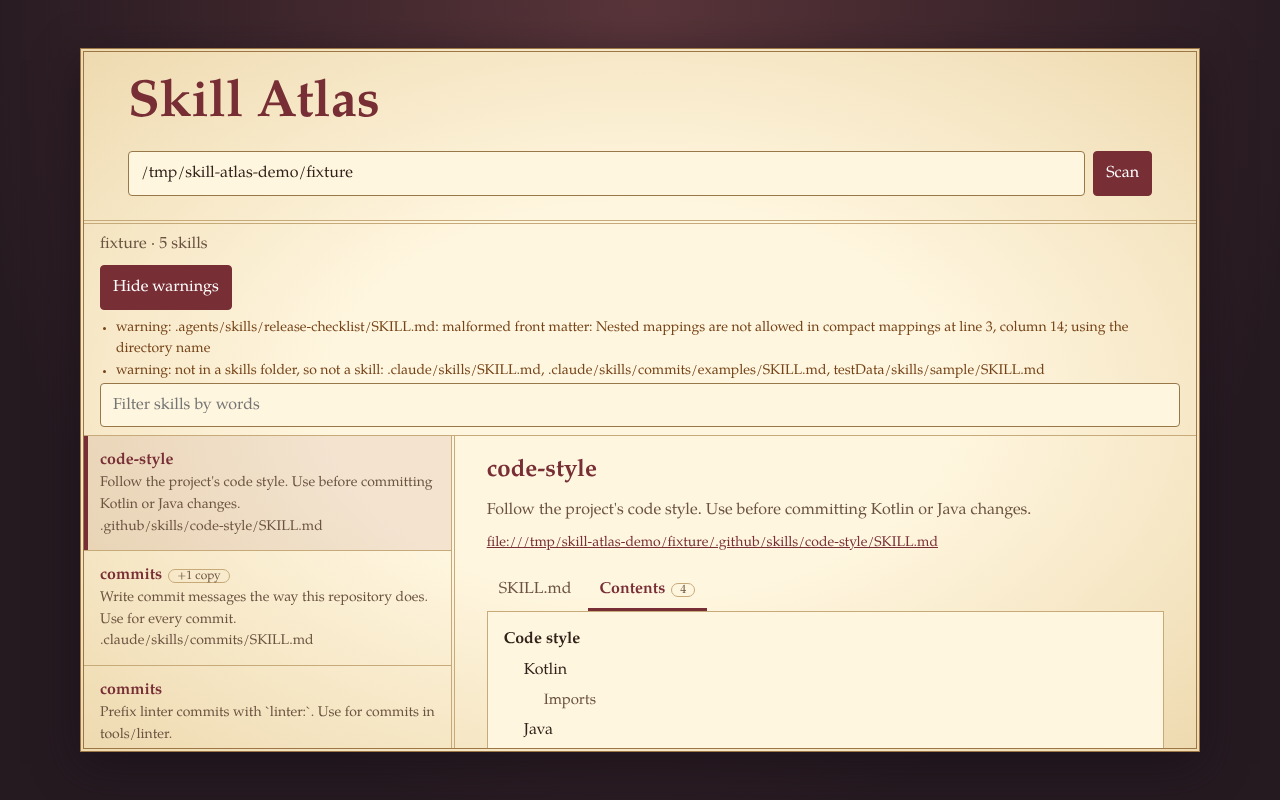 Skill Atlas
/tmp/skill-atlas-demo/fixture
Scan
fixture · 5 skills
Hide warnings
• warning: .agents/skills/release-checklist/SKILL.md: malformed front matter: Nested mappings are not allowed in compact mappings at line 3, column 14; using the
directory name
• warning: not in a skills folder, so not a skill: .claude/skills/SKILL.md, .claude/skills/commits/examples/SKILL.md, testData/skills/sample/SKILL.md
Filter skills by words
code-style
Follow the project's code style. Use before committing
Kotlin or Java changes.
.github/skills/code-style/SKILL.md
commits +1 copy
Write commit messages the way this repository does.
Use for every commit.
.claude/skills/commits/SKILL.md
commits
Prefix linter commits with `linter:`. Use for commits in
tools/linter.
code-style
Follow the project's code style. Use before committing Kotlin or Java changes.
file:///tmp/skill-atlas-demo/fixture/.github/skills/code-style/SKILL.md
SKILL.md Contents 4
Code style
Kotlin
Imports
Java